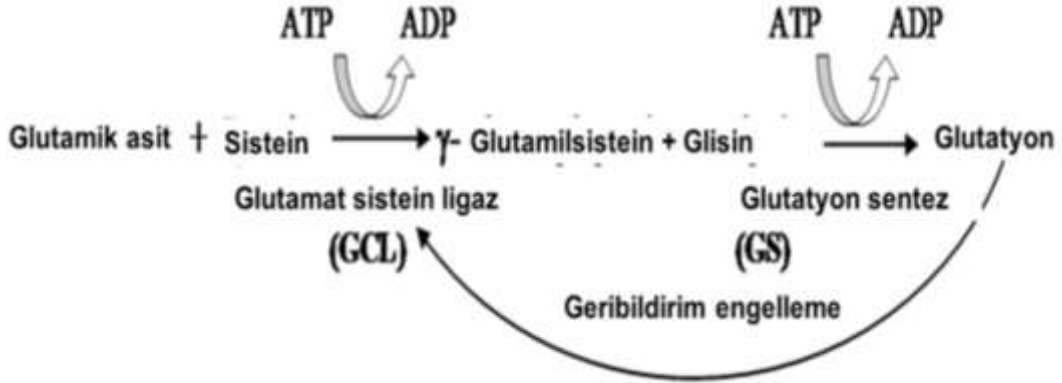 ATP ADP ATP ADP
Glutamik asit + Sistein γ- Glutamilsistein + Glisin Glutatyon
Glutamat sistein ligaz Glutatyon sentez
(GCL) (GS)
Geribildirim engelleme